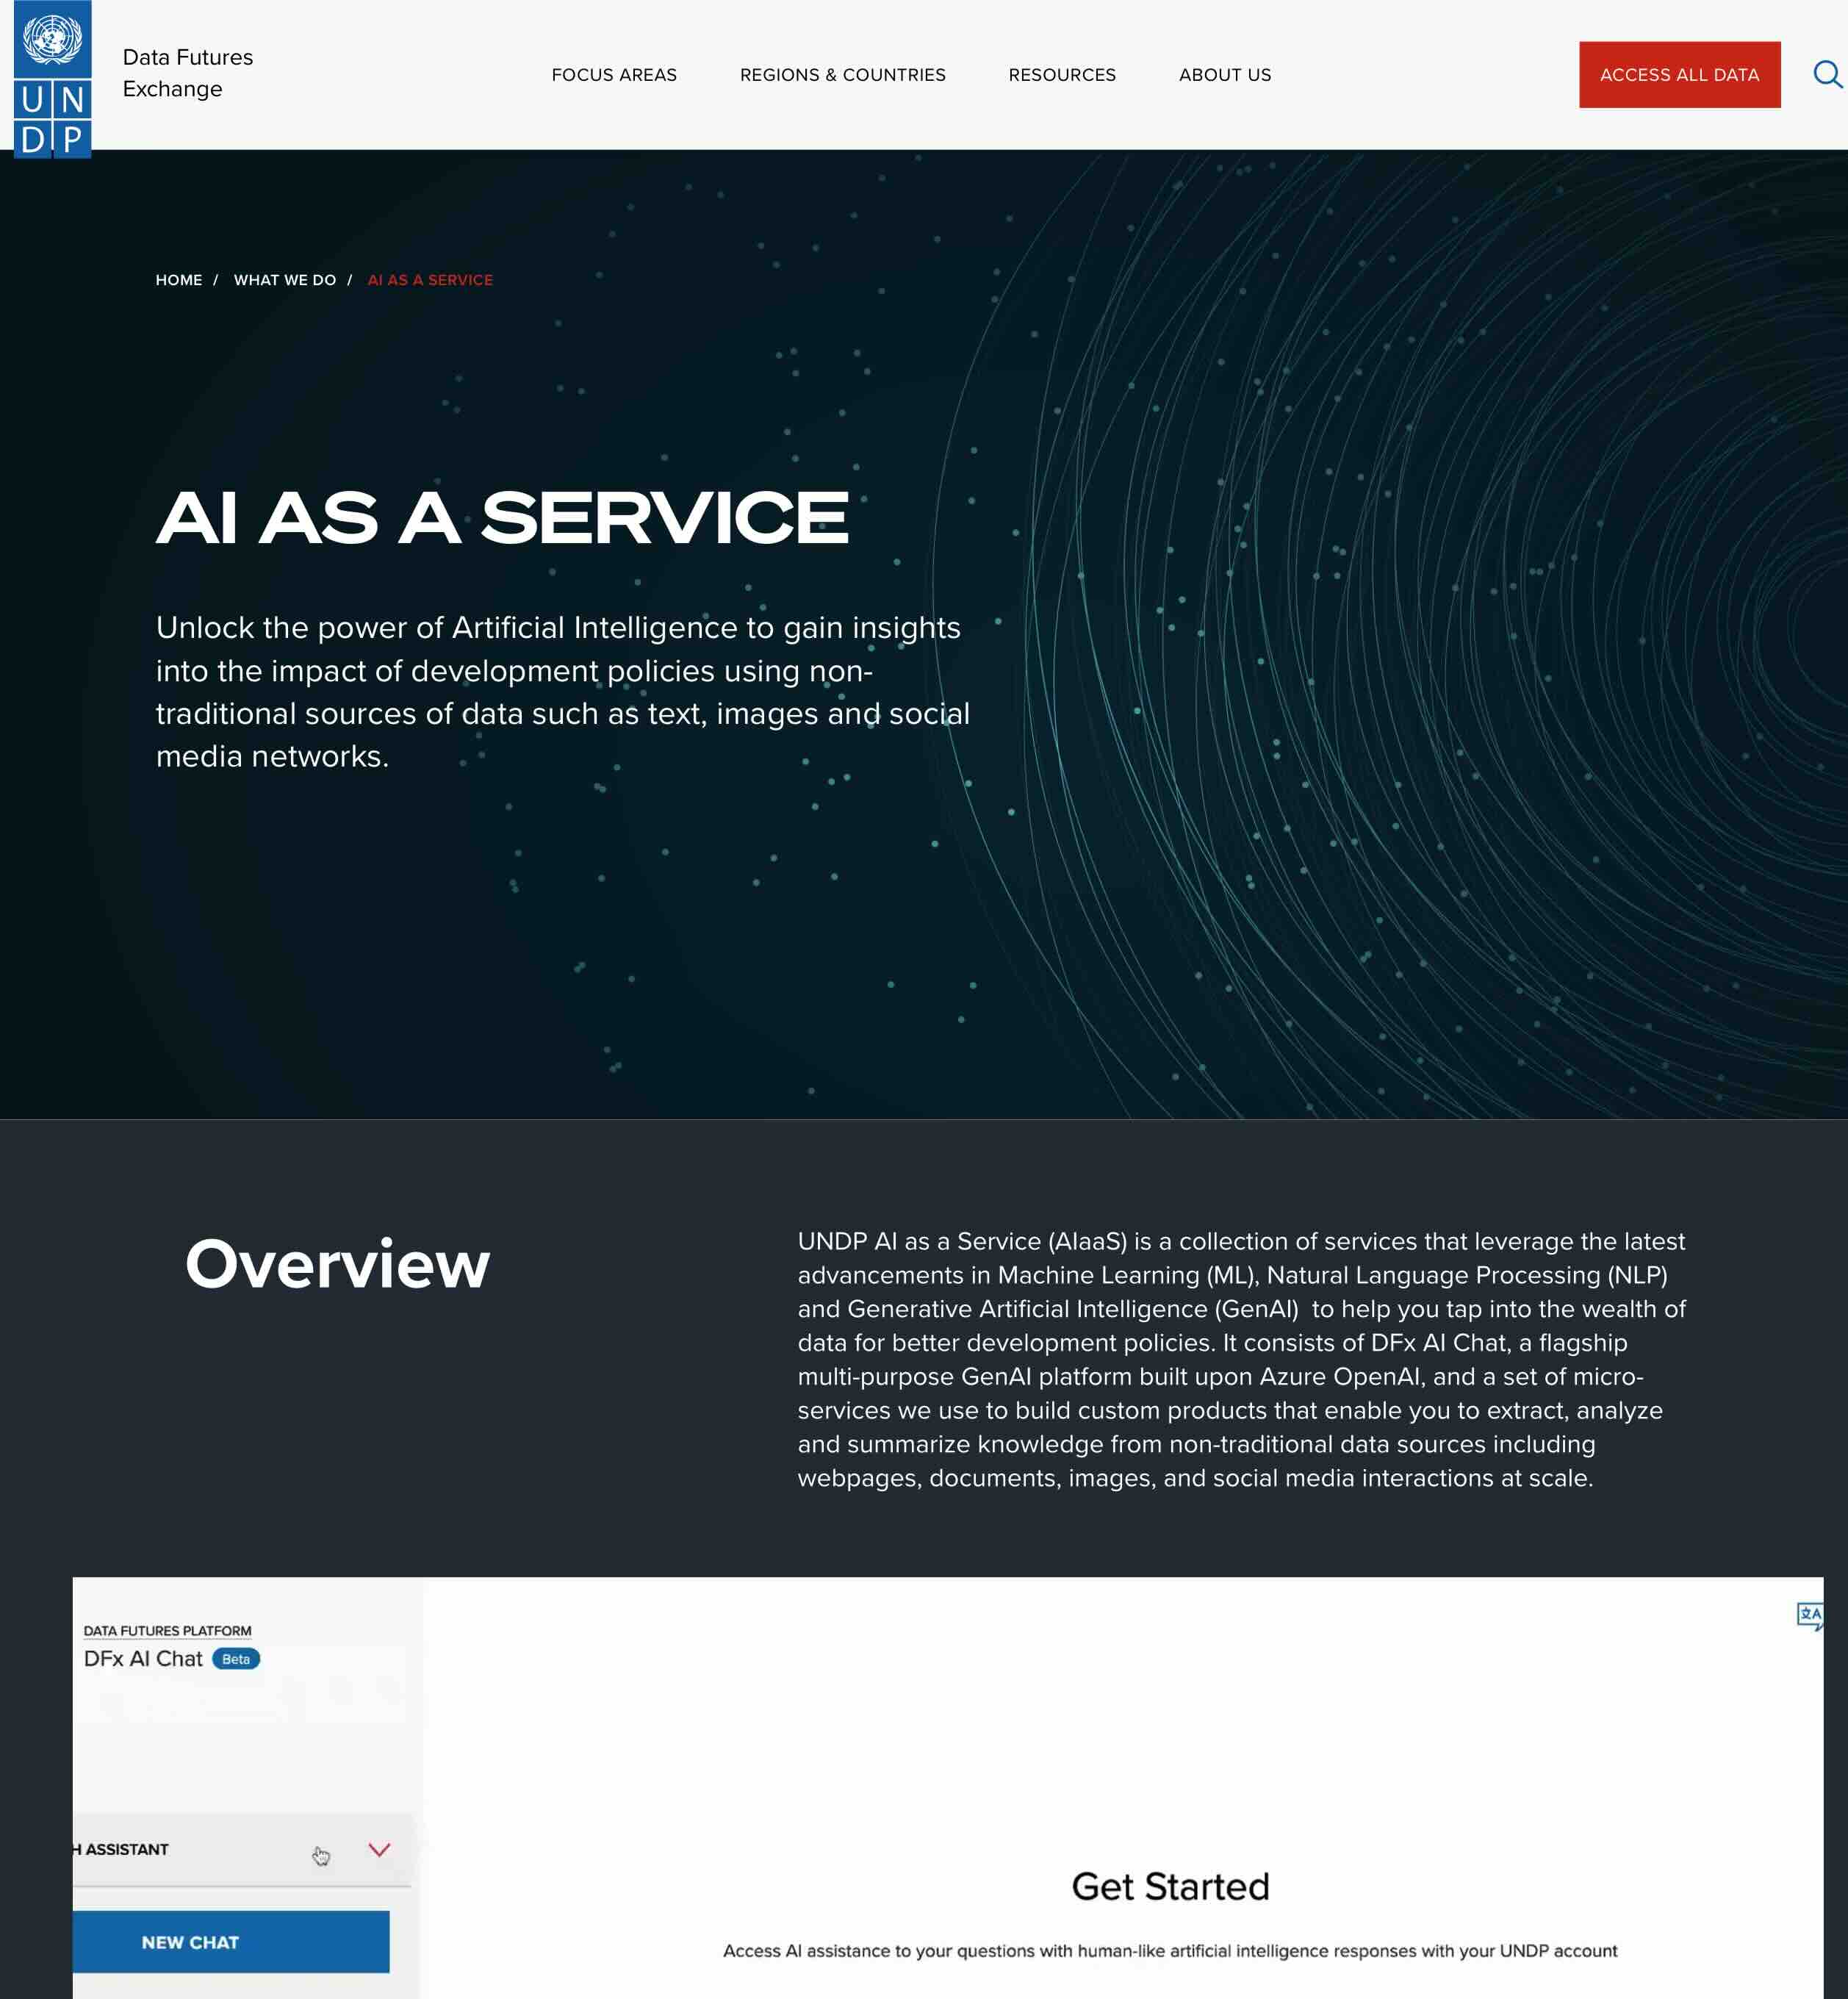 UN
DP
Data Futures
Exchange
FOCUS AREAS
REGIONS & COUNTRIES
RESOURCES
ABOUT US
ACCESS ALL DATA
HOME / WHAT WE DO / AI AS A SERVICE
AI AS A SERVICE
Unlock the power of Artificial Intelligence to gain insights
into the impact of development policies using non-
traditional sources of data such as text, images and social
media networks.
Overview
UNDP AI as a Service (AIaaS) is a collection of services that leverage the latest
advancements in Machine Learning (ML), Natural Language Processing (NLP)
and Generative Artificial Intelligence (GenAI)  to help you tap into the wealth of
data for better development policies. It consists of DFx AI Chat, a flagship
multi-purpose GenAI platform built upon Azure OpenAI, and a set of micro-
services we use to build custom products that enable you to extract, analyze
and summarize knowledge from non-traditional data sources including
webpages, documents, images, and social media interactions at scale.
DATA FUTURES PLATFORM
DFx AI Chat Beta
文A
H ASSISTANT
NEW CHAT
Get Started
Access AI assistance to your questions with human-like artificial intelligence responses with your UNDP account